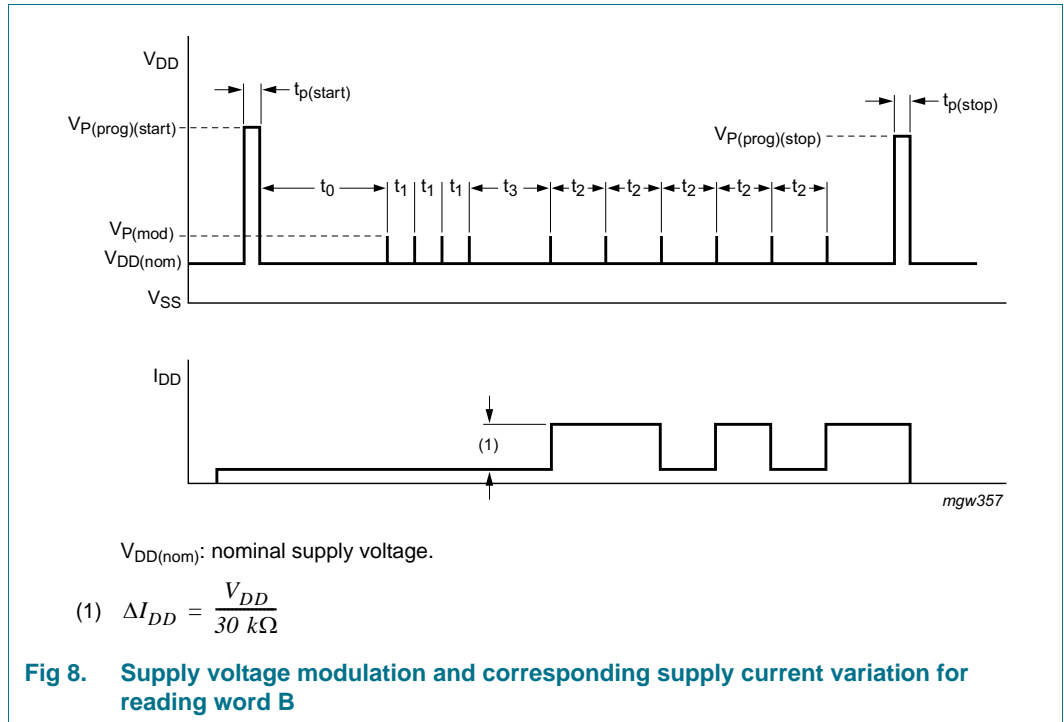 VDD
tp(start)
tp(stop)
VP(prog)(start)
VP(prog)(stop)
t0 t1 t1 t1 t3 t2 t2 t2 t2 t2
VP(mod)
VDD(nom)
VSS
IDD
(1)
mgw357
VDD(nom): nominal supply voltage.
(1) ΔIDD = VDD / 30 kΩ
Fig 8. Supply voltage modulation and corresponding supply current variation for
reading word B